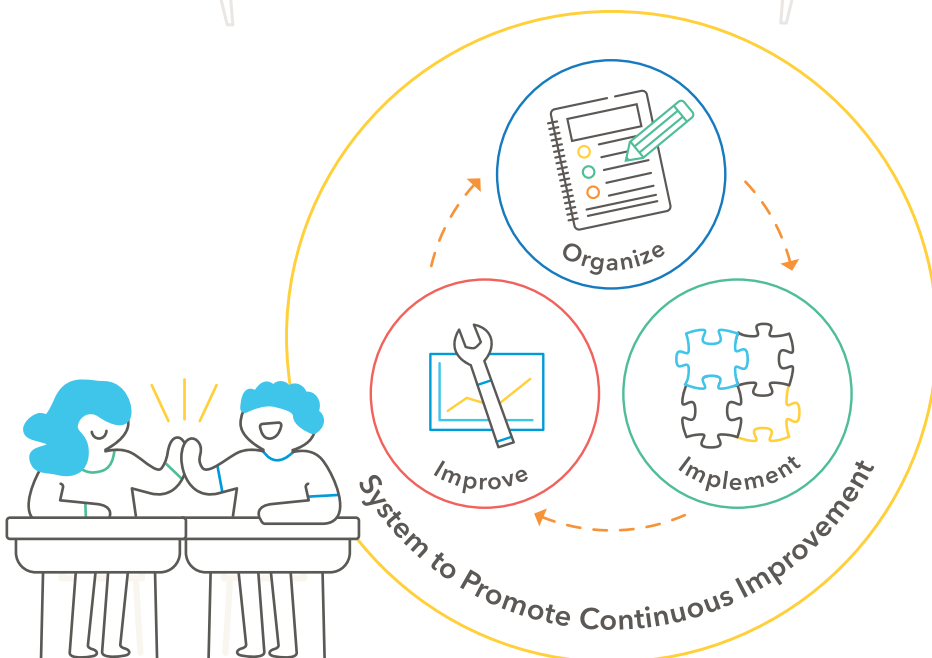 Organize
Improve
Implement
System to Promote Continuous Improvement